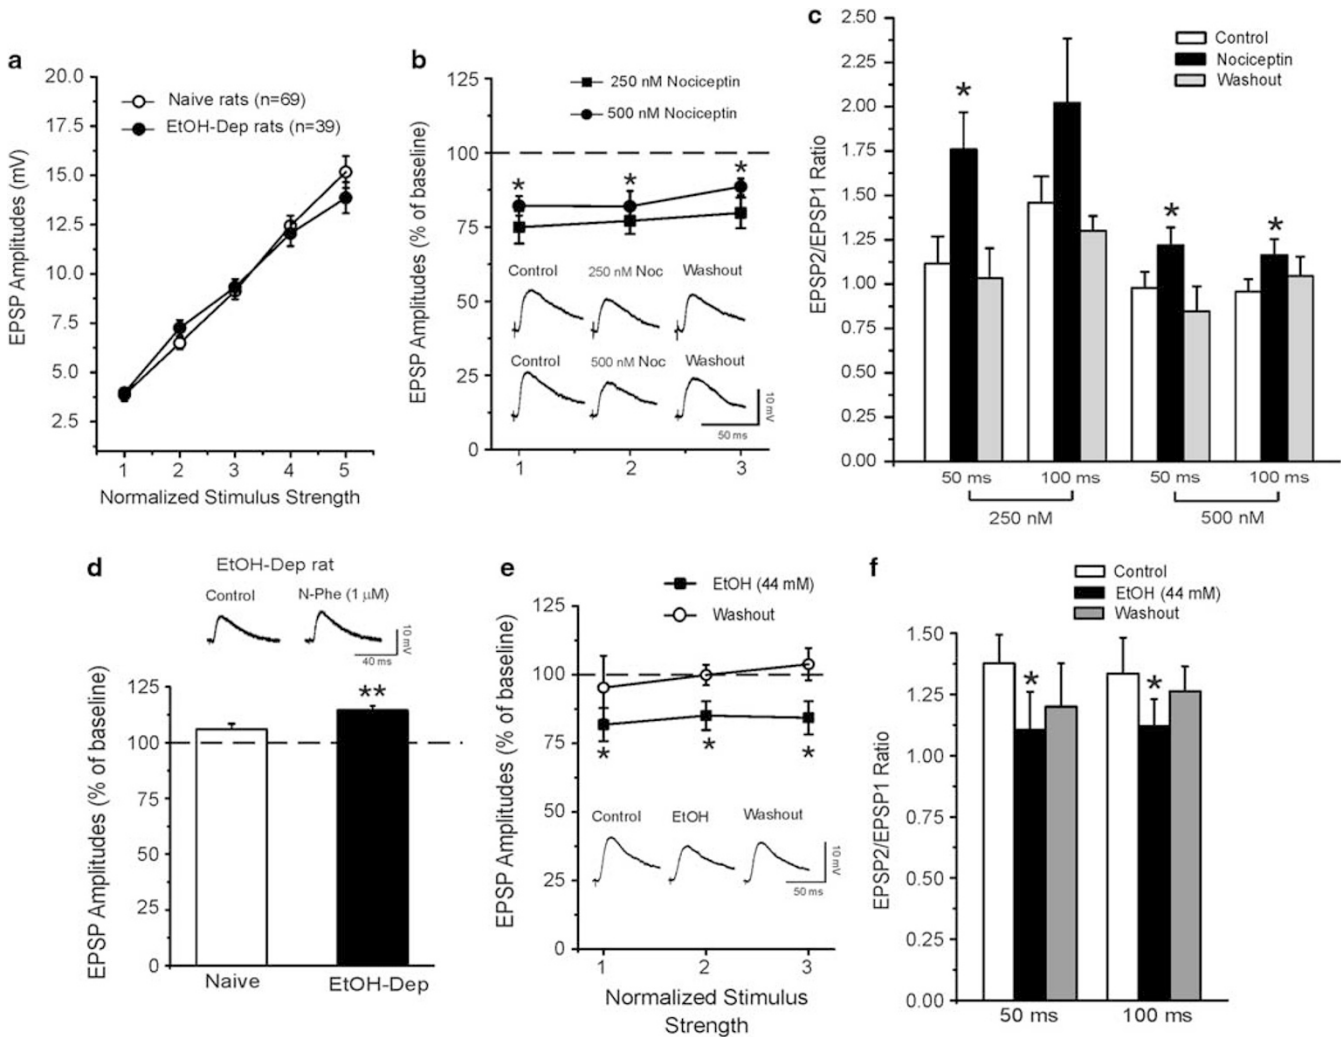 a
20.0
17.5
15.0
12.5
10.0
7.5
5.0
2.5
EPSP Amplitudes (mV)
Naive rats (n=69)
EtOH-Dep rats (n=39)
1 2 3 4 5
Normalized Stimulus Strength
b
125
100
75
50
25
0
EPSP Amplitudes (% of baseline)
250 nM Nociceptin
500 nM Nociceptin
* * *
Control 250 nM Noc Washout
Control 500 nM Noc Washout
10 mV
50 ms
1 2 3
c
2.50
2.25
2.00
1.75
1.50
1.25
1.00
0.75
0.50
0.25
0.00
EPSP2/EPSP1 Ratio
Control
Nociceptin
Washout
* * *
50 ms 100 ms 50 ms 100 ms
250 nM 500 nM
d
EtOH-Dep rat
Control N-Phe (1 µM)
10 mV
40 ms
125
100
75
50
25
0
EPSP Amplitudes (% of baseline)
**
Naive EtOH-Dep
e
EtOH (44 mM)
Washout
125
100
75
50
25
0
EPSP Amplitudes (% of baseline)
* * *
Control EtOH Washout
10 mV
50 ms
1 2 3
Normalized Stimulus
Strength
f
Control
EtOH (44 mM)
Washout
1.50
1.25
1.00
0.75
0.50
0.25
0.00
EPSP2/EPSP1 Ratio
* *
50 ms 100 ms